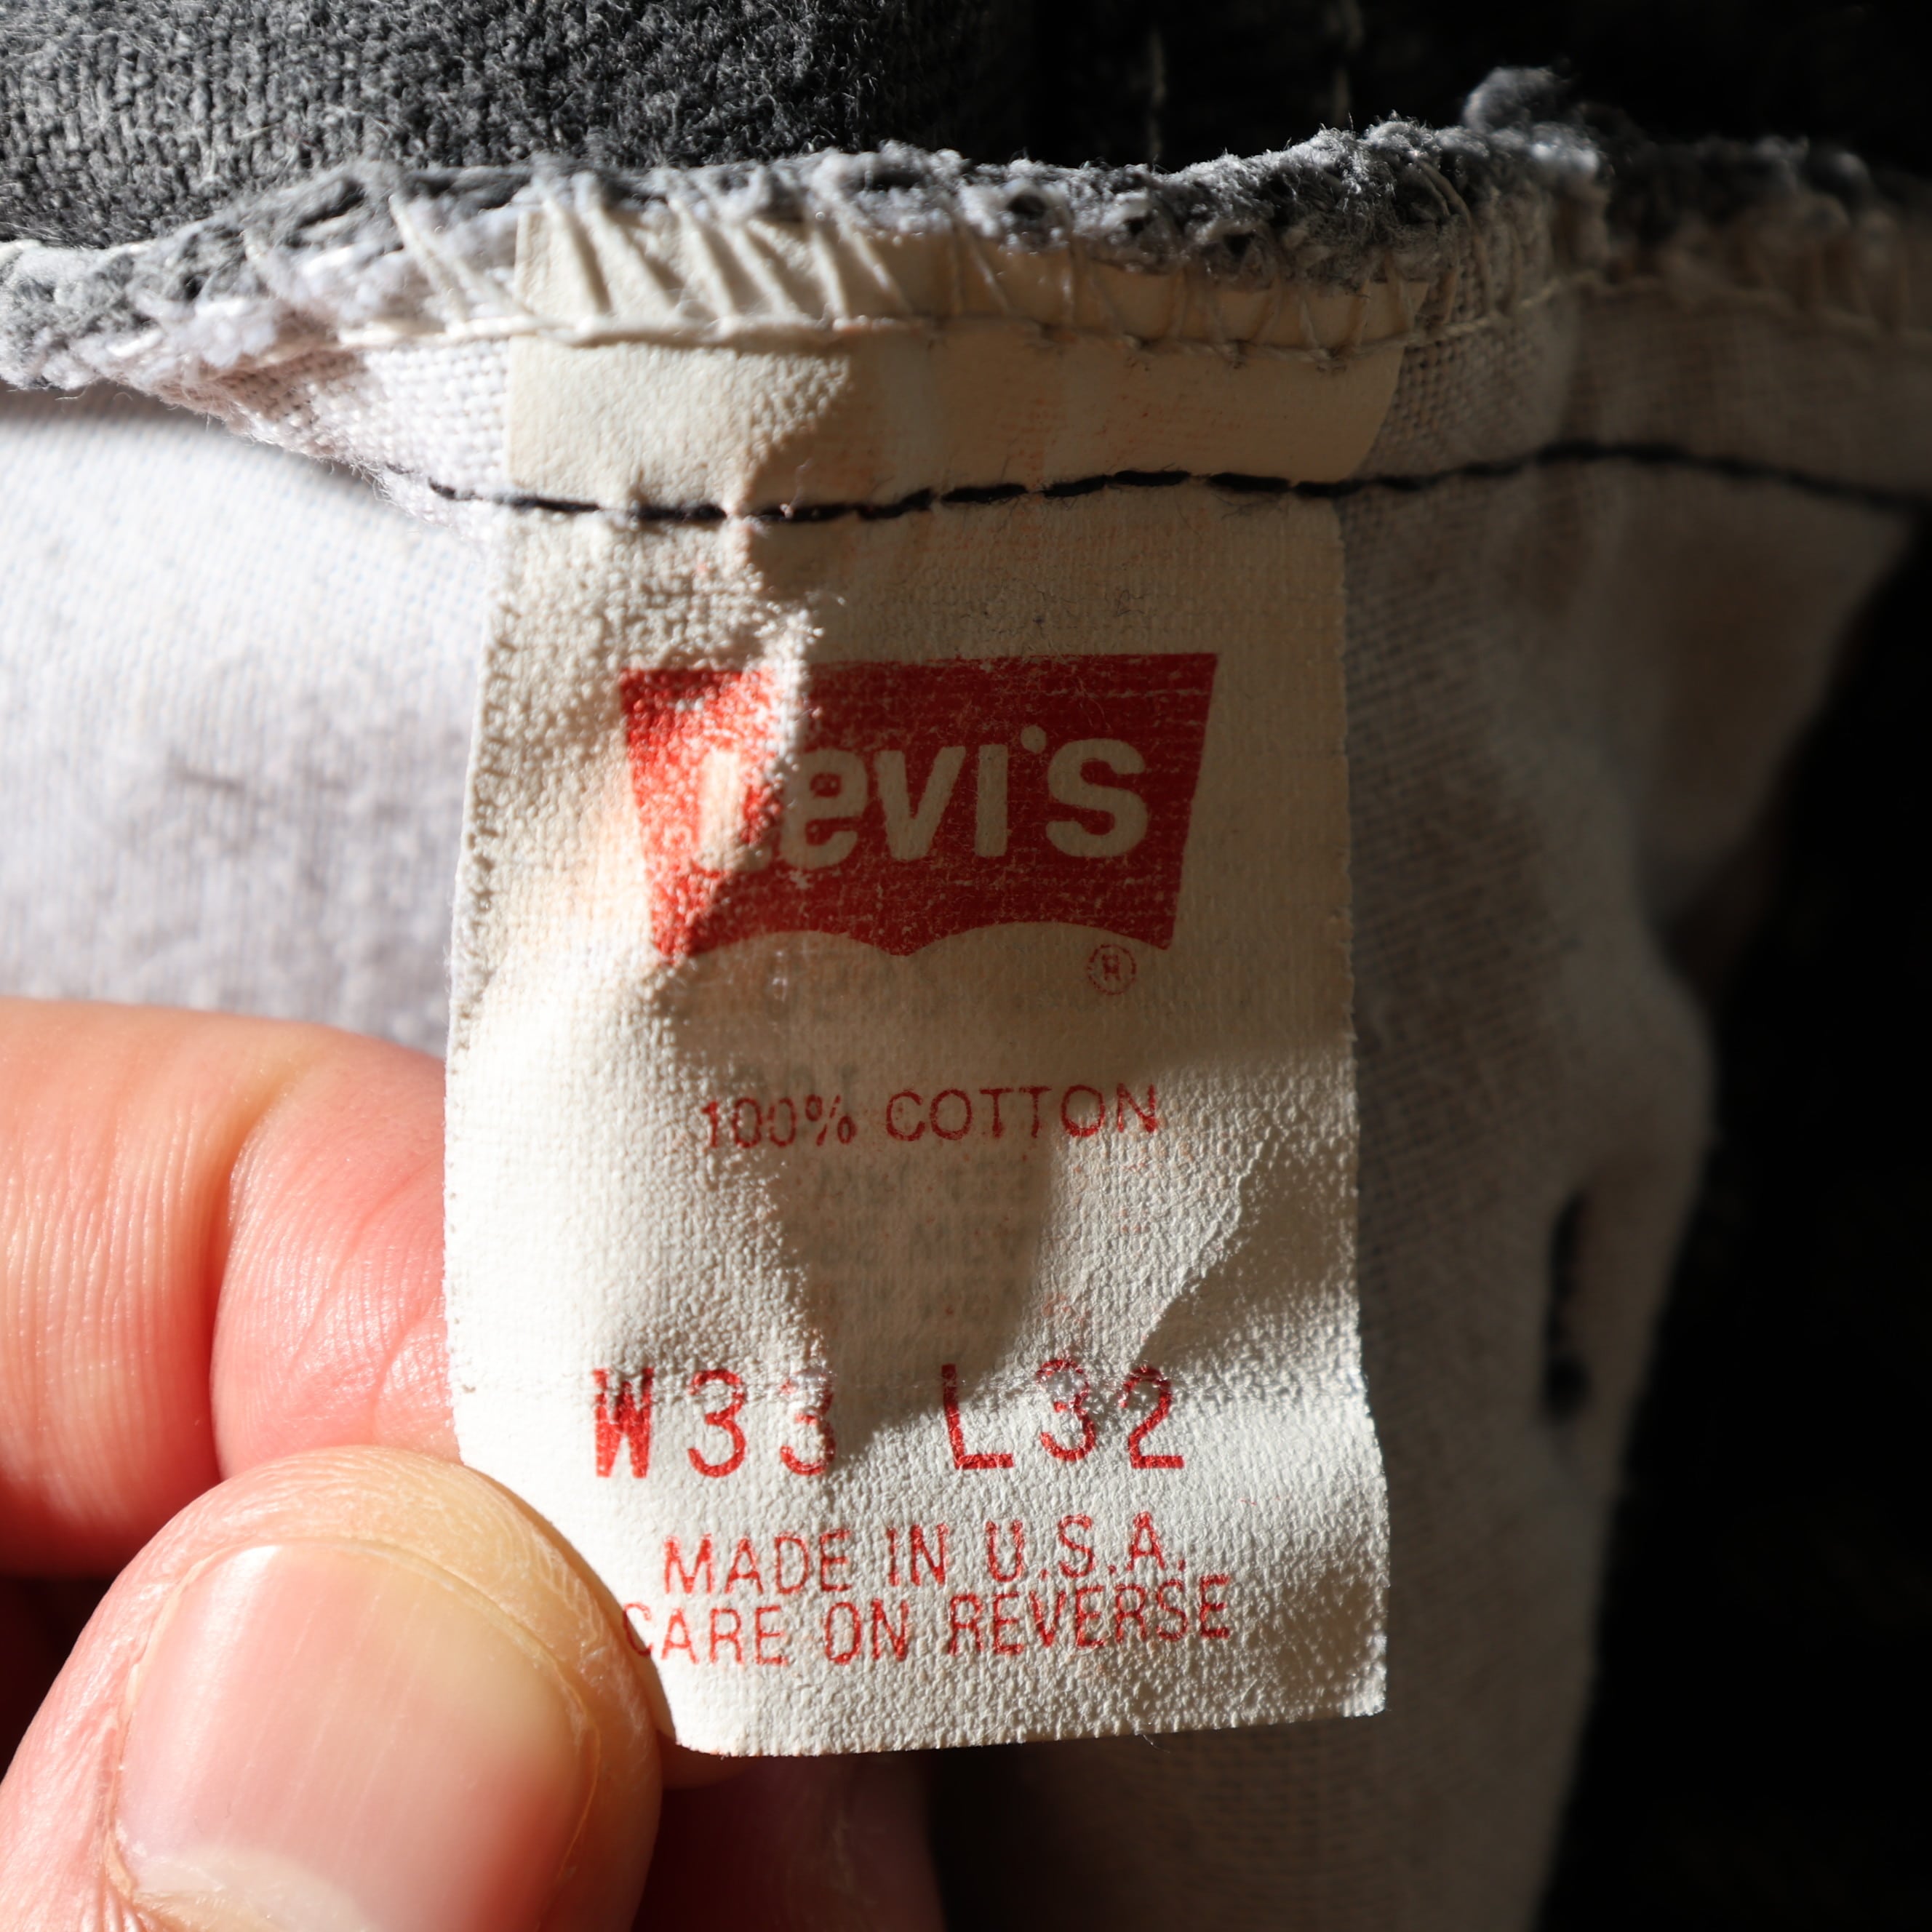 Levi's
®
100% COTTON
W33 L32
MADE IN U.S.A.
CARE ON REVERSE